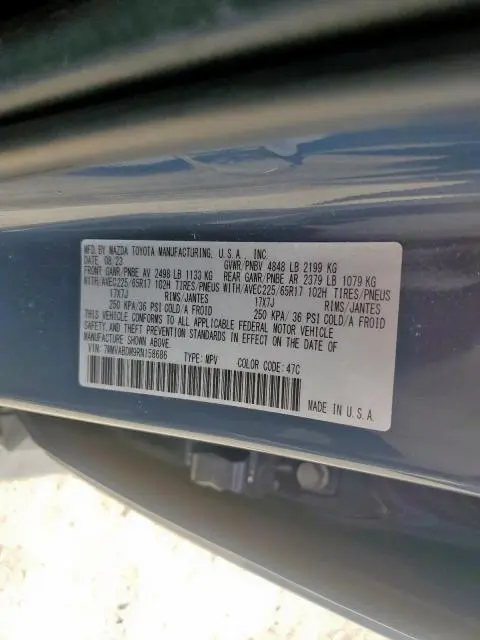 MFD. BY MAZDA TOYOTA MANUFACTURING, U.S.A., INC.
DATE: 08/23 GVWR/PNBV 4848 LB 2199 KG
FRONT GAWR/PNBE AV 2498 LB 1133 KG REAR GAWR/PNBE AR 2379 LB 1079 KG
WITH/AVEC225/65R17 102H TIRES/PNEUS WITH/AVEC225/65R17 102H TIRES/PNEUS
17X7J RIMS/JANTES 17X7J RIMS/JANTES
250 KPA/36 PSI COLD/A FROID 250 KPA/ 36 PSI COLD/A FROID
THIS VEHICLE CONFORMS TO ALL APPLICABLE FEDERAL MOTOR VEHICLE
SAFETY, AND THEFT PREVENTION STANDARDS IN EFFECT ON THE DATE OF
MANUFACTURE SHOWN ABOVE.
VIN: 7MMVABDM9RN158686 TYPE: MPV COLOR CODE: 47C
MADE IN U.S.A.